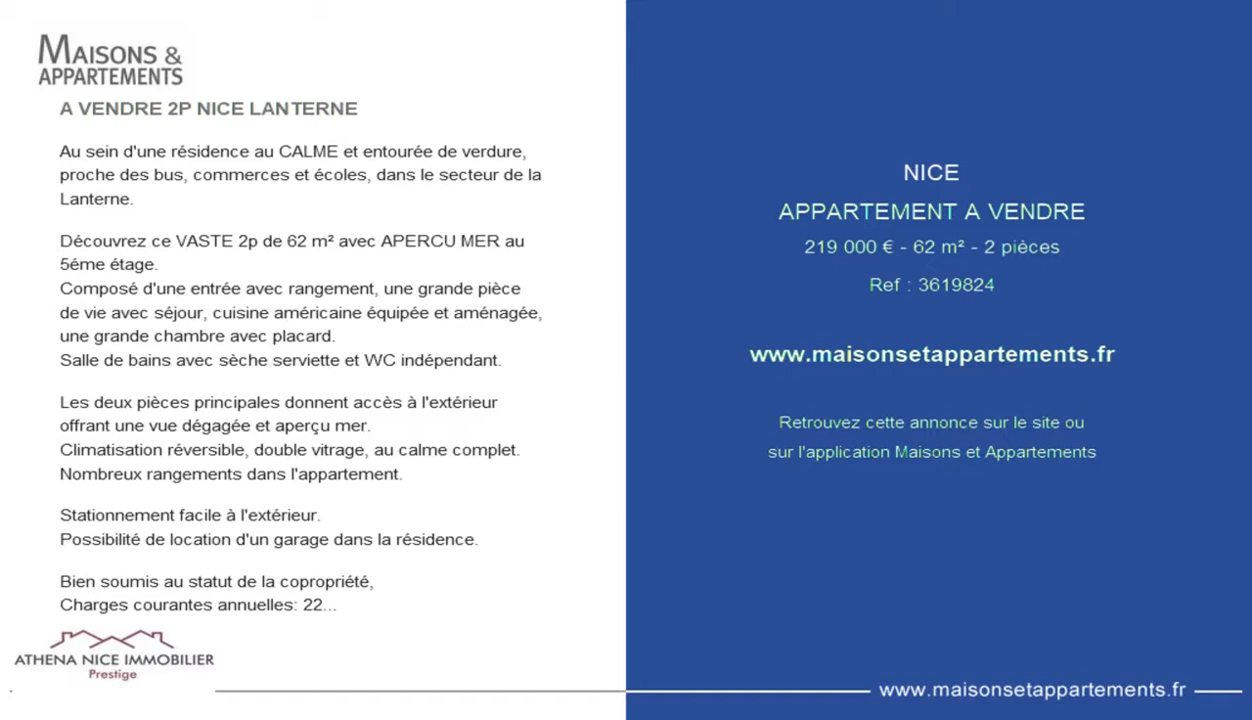 MAISONS &
APPARTEMENTS
A VENDRE 2P NICE LANTERNE
Au sein d'une résidence au CALME et entourée de verdure,
proche des bus, commerces et écoles, dans le secteur de la
Lanterne.
Découvrez ce VASTE 2p de 62 m² avec APERCU MER au
5éme étage.
Composé d'une entrée avec rangement, une grande pièce
de vie avec séjour, cuisine américaine équipée et aménagée,
une grande chambre avec placard.
Salle de bains avec sèche serviette et WC indépendant.
Les deux pièces principales donnent accès à l'extérieur
offrant une vue dégagée et aperçu mer.
Climatisation réversible, double vitrage, au calme complet.
Nombreux rangements dans l'appartement.
Stationnement facile à l'extérieur.
Possibilité de location d'un garage dans la résidence.
Bien soumis au statut de la copropriété,
Charges courantes annuelles: 22...
ATHENA NICE IMMOBILIER
Prestige
NICE
APPARTEMENT A VENDRE
219 000 € - 62 m² - 2 pièces
Ref : 3619824
www.maisonsetappartements.fr
Retrouvez cette annonce sur le site ou
sur l'application Maisons et Appartements
www.maisonsetappartements.fr